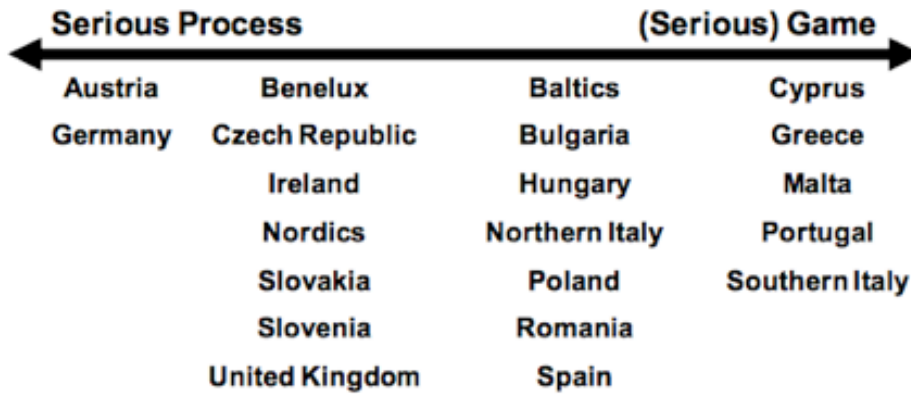 Serious Process (Serious) Game
Austria Benelux Baltics Cyprus
Germany Czech Republic Bulgaria Greece
Ireland Hungary Malta
Nordics Northern Italy Portugal
Slovakia Poland Southern Italy
Slovenia Romania
United Kingdom Spain